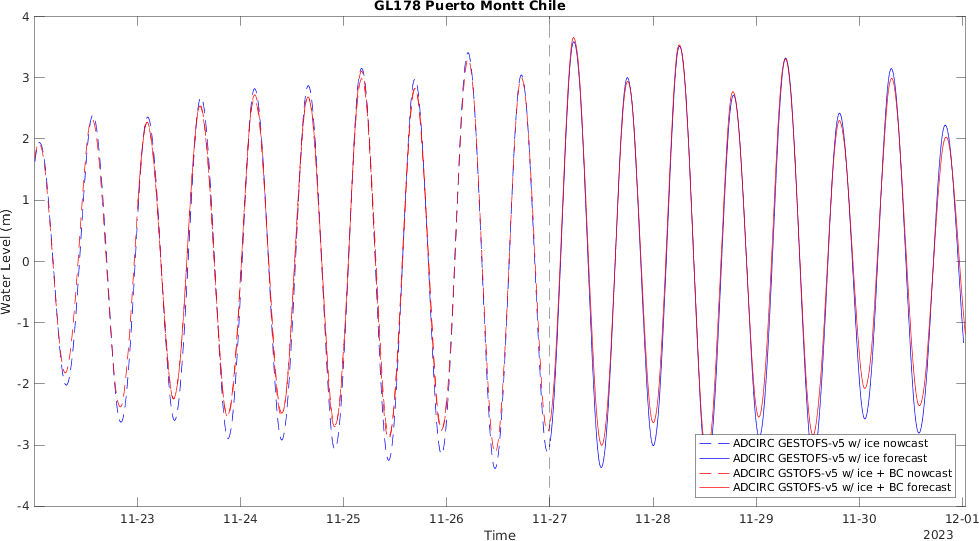 GL178 Puerto Montt Chile
4
3
2
1
0
-1
-2
-3
-4
Water Level (m)
ADCIRC GESTOFS-v5 w/ ice nowcast
ADCIRC GESTOFS-v5 w/ ice forecast
ADCIRC GSTOFS-v5 w/ ice + BC nowcast
ADCIRC GSTOFS-v5 w/ ice + BC forecast
11-23 11-24 11-25 11-26 11-27 11-28 11-29 11-30 12-01
Time
2023